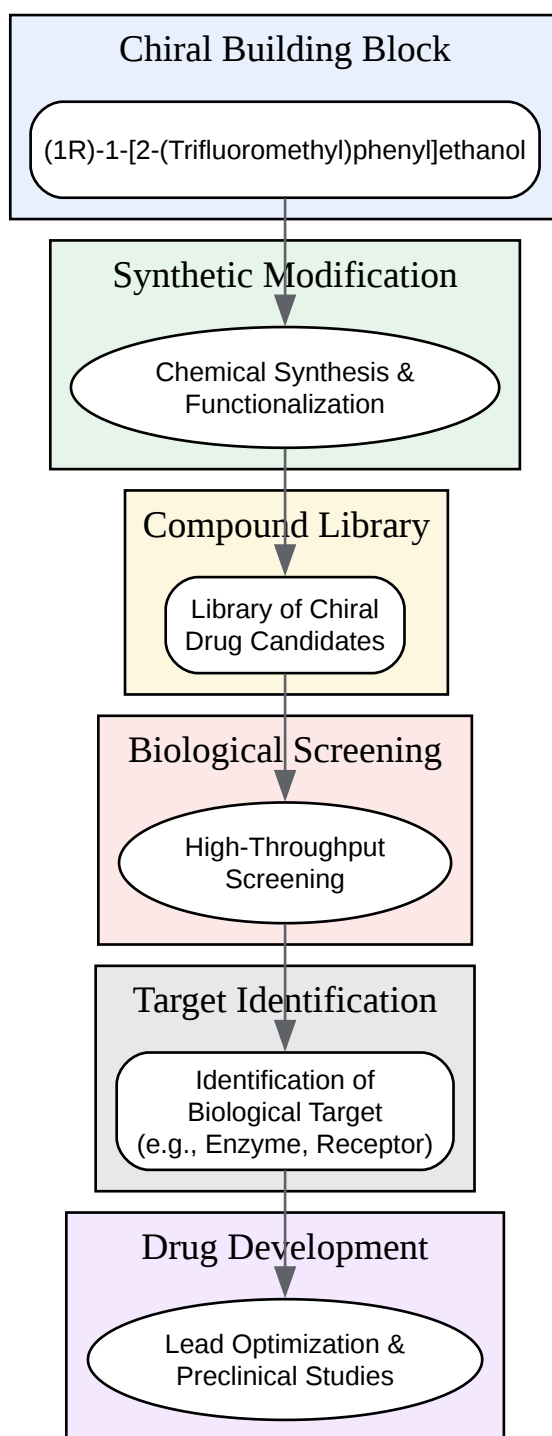 Chiral Building Block
(1R)-1-[2-(Trifluoromethyl)phenyl]ethanol
Synthetic Modification
Chemical Synthesis &
Functionalization
Compound Library
Library of Chiral
Drug Candidates
Biological Screening
High-Throughput
Screening
Target Identification
Identification of
Biological Target
(e.g., Enzyme, Receptor)
Drug Development
Lead Optimization &
Preclinical Studies